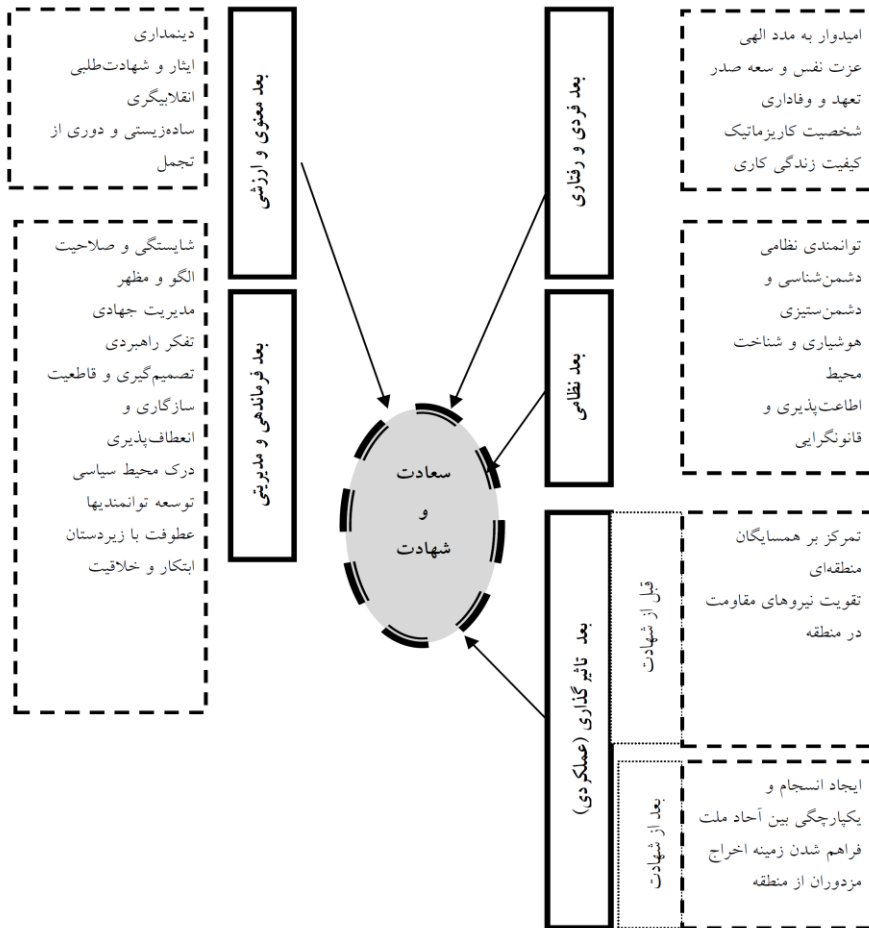 امیدوار به مدد الهی
عزت نفس و سعه صدر
تعهد و وفاداری
شخصیت کاریزماتیک
کیفیت زندگی کاری
بعد فردی و رفتاری
توانمندی نظامی
دشمن‌شناسی و
دشمن‌ستیزی
هوشیاری و شناخت
محیط
اطاعت‌پذیری و
قانونگرایی
بعد نظامی
تمرکز بر همسایگان
منطقه‌ای
تقویت نیروهای مقاومت
در منطقه
قبل از شهادت
ایجاد انسجام و
یکپارچگی بین آحاد ملت
فراهم شدن زمینه اخراج
مزدوران از منطقه
بعد از شهادت
بعد تاثیرگذاری (عملکردی)
سعادت
و
شهادت
بعد معنوی و ارزشی
دینمداری
ایثار و شهادت‌طلبی
انقلابیگری
ساده‌زیستی و دوری از
تجمل
بعد فرماندهی و مدیریتی
شایستگی و صلاحیت
الگو و مظهر
مدیریت جهادی
تفکر راهبردی
تصمیم‌گیری و قاطعیت
سازگاری و
انعطاف‌پذیری
درک محیط سیاسی
توسعه توانمندیها
عطوفت با زیردستان
ابتکار و خلاقیت